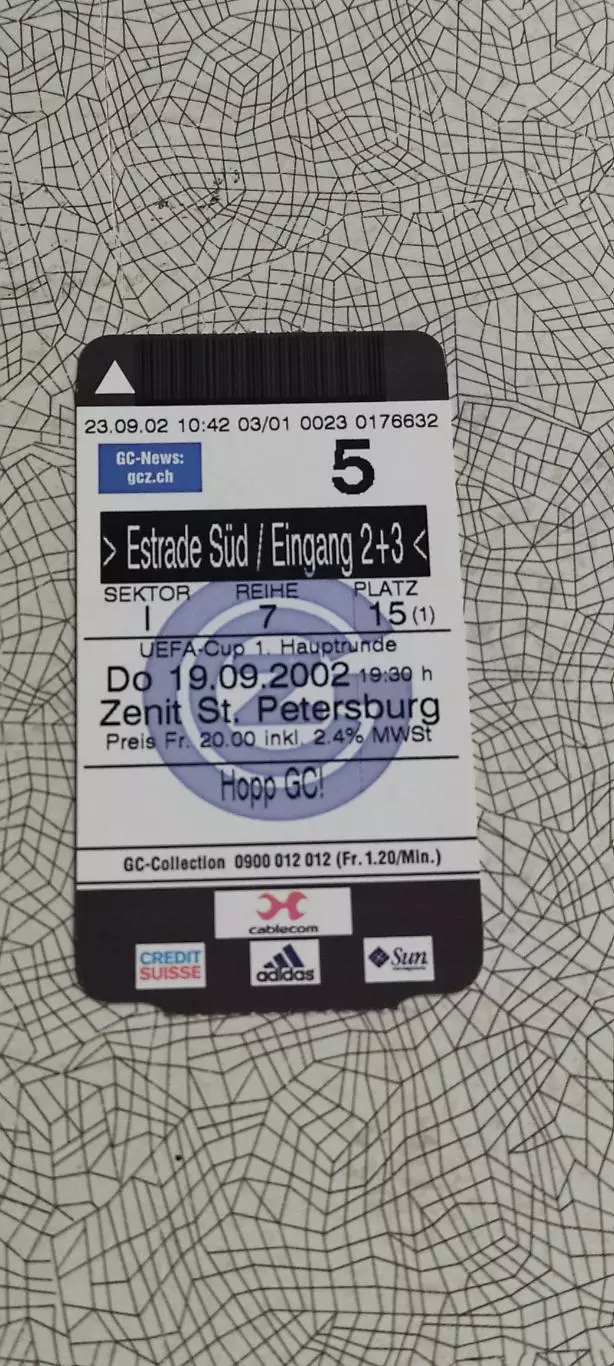 23.09.02 10:42 03/01 0023 0176632
GC-News:
gcz.ch
5
> Estrade Süd / Eingang 2+3 <
SEKTOR REIHE PLATZ
I 7 15 (1)
UEFA-Cup 1. Hauptrunde
Do 19.09.2002 19:30 h
Zenit St. Petersburg
Preis Fr. 20.00 inkl. 2.4% MWSt
Hopp GC!
GC-Collection 0900 012 012 (Fr.1.20/Min.)
cablecom
CREDIT SUISSE adidas Sun